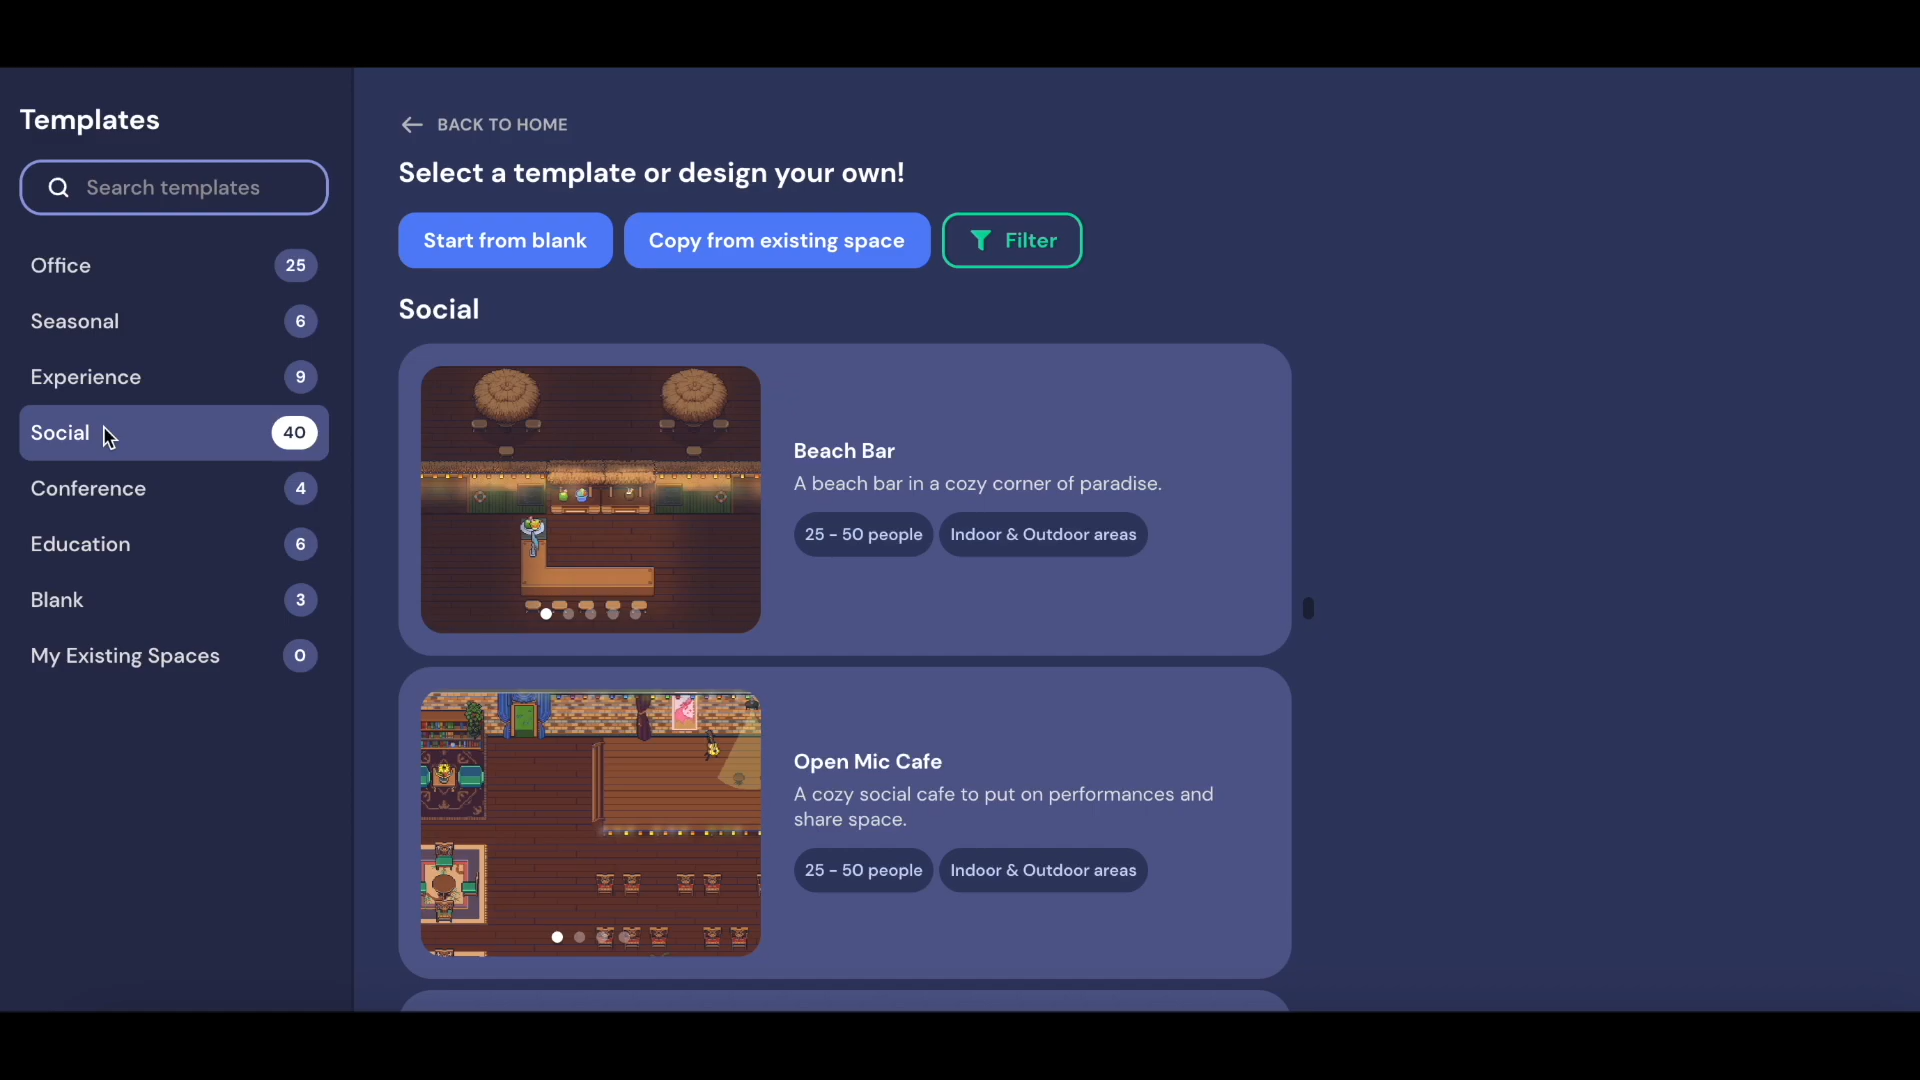 Templates
Search templates
Office 25
Seasonal 6
Experience 9
Social 40
Conference 4
Education 6
Blank 3
My Existing Spaces 0
BACK TO HOME
Select a template or design your own!
Start from blank
Copy from existing space
Filter
Social
Beach Bar
A beach bar in a cozy corner of paradise.
25 - 50 people
Indoor & Outdoor areas
Open Mic Cafe
A cozy social cafe to put on performances and
share space.
25 - 50 people
Indoor & Outdoor areas